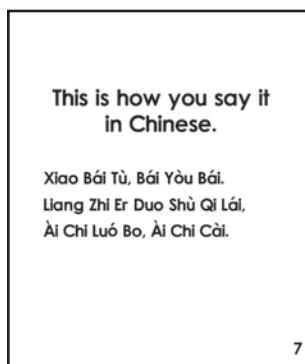 This is how you say it
in Chinese.
Xiao Bái Tù, Bái Yòu Bái.
Liang Zhi Er Duo Shù Qi Lái,
Ài Chi Luó Bo, Ài Chi Cài.
7